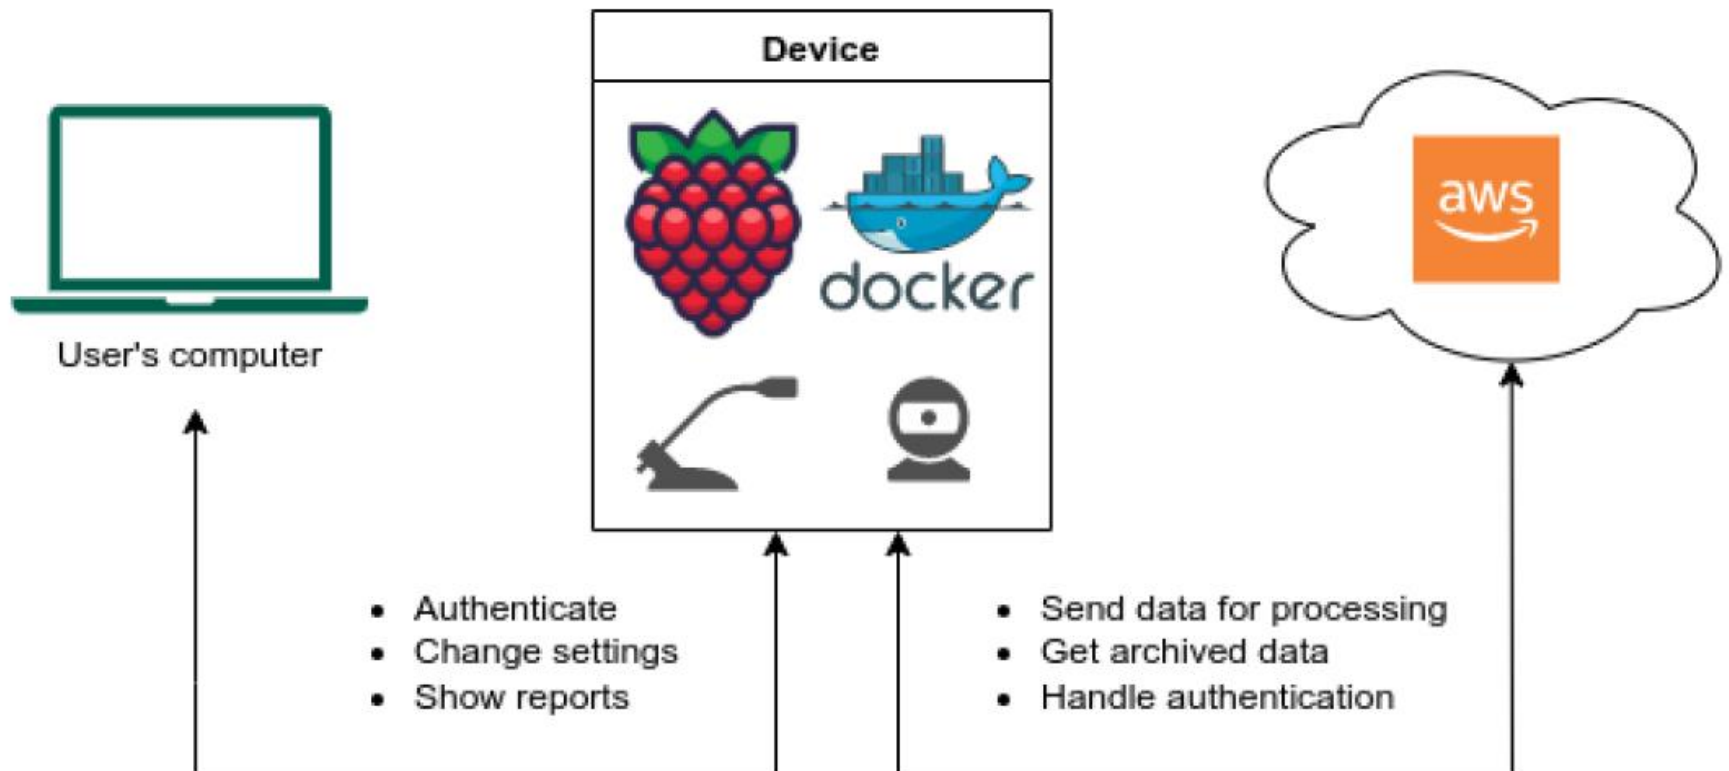 Device
docker
aws
User's computer
• Authenticate
• Change settings
• Show reports
• Send data for processing
• Get archived data
• Handle authentication